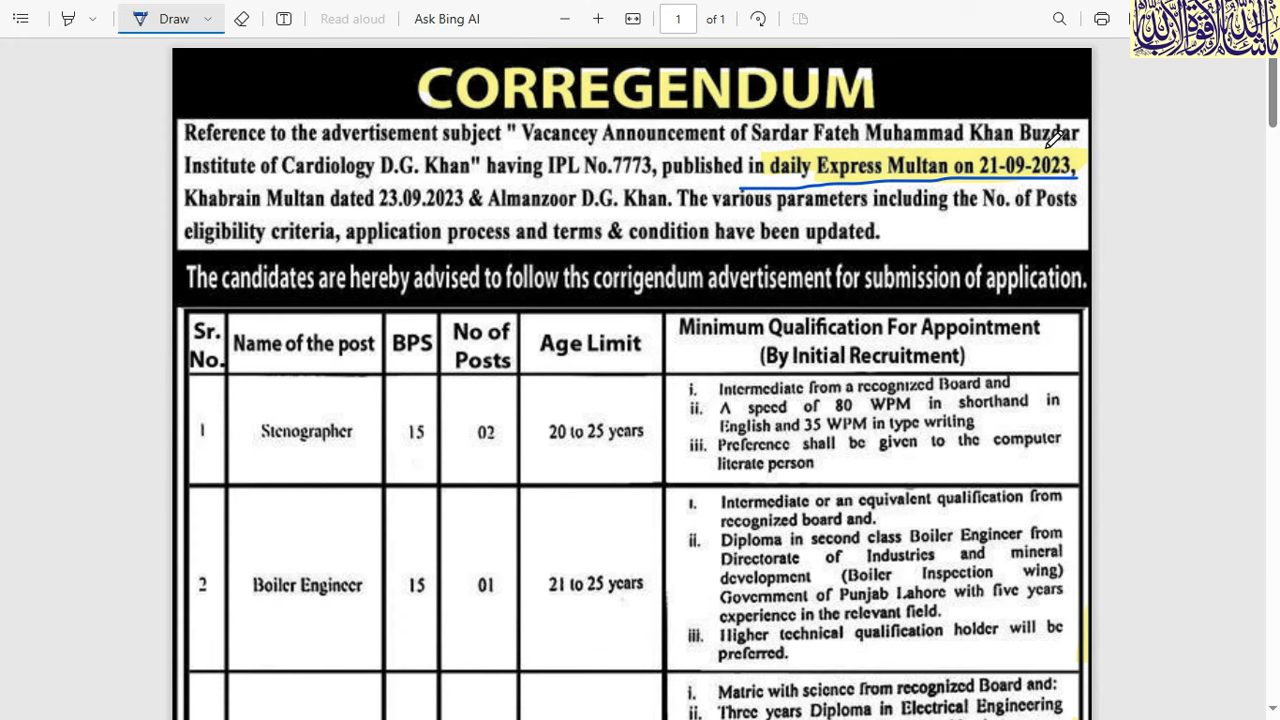 Draw
Read aloud
Ask Bing AI
1 of 1
CORREGENDUM
Reference to the advertisement subject " Vacancey Announcement of Sardar Fateh Muhammad Khan Buzdar
Institute of Cardiology D.G. Khan" having IPL No.7773, published in daily Express Multan on 21-09-2023,
Khabrain Multan dated 23.09.2023 & Almanzoor D.G. Khan. The various parameters including the No. of Posts
eligibility criteria, application process and terms & condition have been updated.
The candidates are hereby advised to follow ths corrigendum advertisement for submission of application.
Sr. No. Name of the post BPS No of Posts Age Limit Minimum Qualification For Appointment
(By Initial Recruitment)
1 Stenographer 15 02 20 to 25 years
i. Intermediate from a recognized Board and
ii. A speed of 80 WPM in shorthand in
English and 35 WPM in type writing
iii. Preference shall be given to the computer
literate person
2 Boiler Engineer 15 01 21 to 25 years
i. Intermediate or an equivalent qualification from
recognized board and.
ii. Diploma in second class Boiler Engineer from
Directorate of Industries and mineral
development (Boiler Inspection wing)
Government of Punjab Lahore with five years
experience in the relevant field.
iii. Higher technical qualification holder will be
preferred.
i. Matric with science from recognized Board and:
ii. Three years Diploma in Electrical Engineering